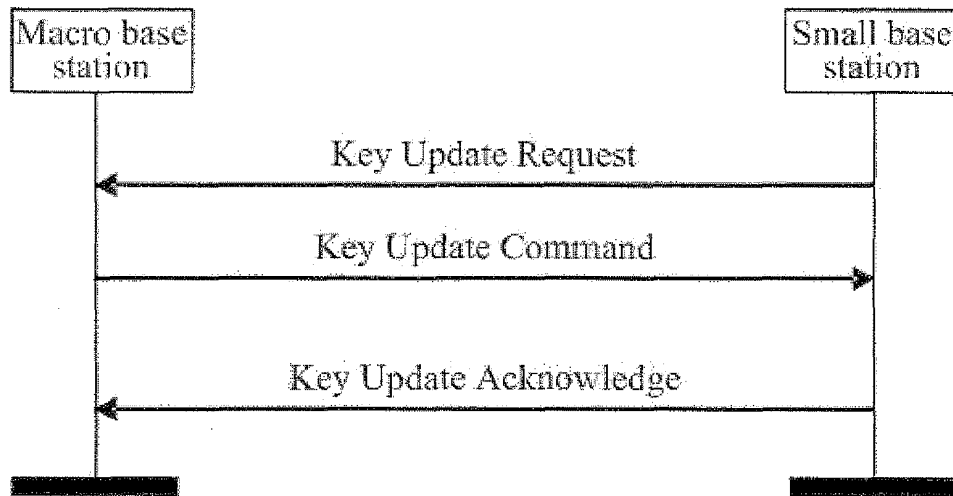 Macro base
station
Small base
station
Key Update Request
Key Update Command
Key Update Acknowledge